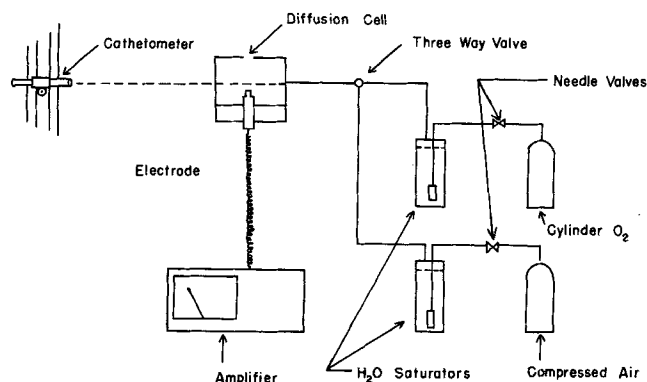 Diffusion Cell
Cathetometer
Three Way Valve
Needle Valves
Electrode
Cylinder O₂
Amplifier
H₂O Saturators
Compressed Air